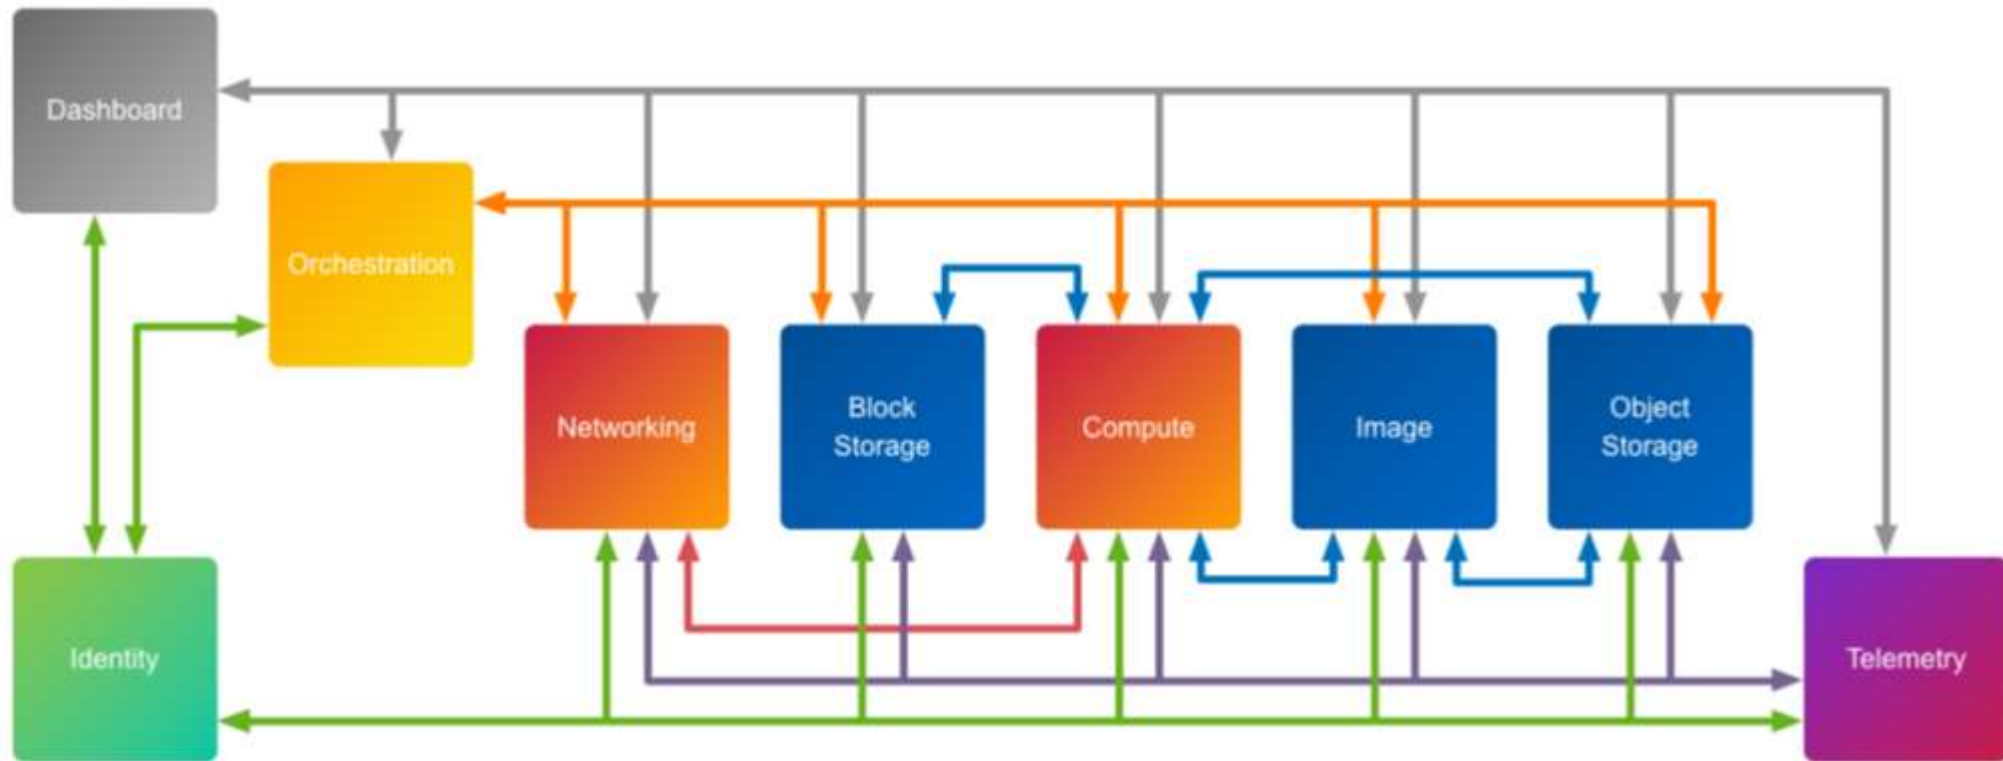 Dashboard
Orchestration
Networking
Block
Storage
Compute
Image
Object
Storage
Identity
Telemetry